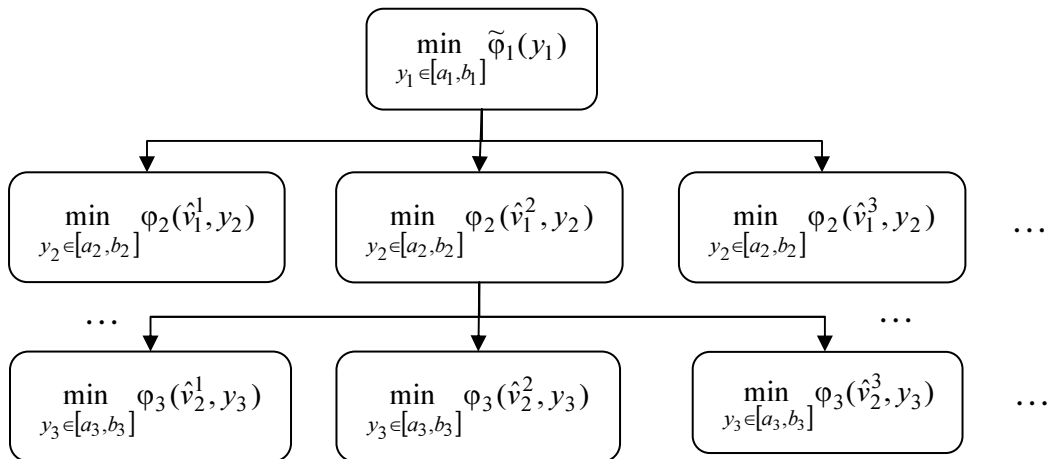 min φ̃₁(y₁)
y₁∈[a₁,b₁]
min φ₂(v̂₁¹, y₂) min φ₂(v̂₁², y₂) min φ₂(v̂₁³, y₂)
y₂∈[a₂,b₂] y₂∈[a₂,b₂] y₂∈[a₂,b₂] …
… …
min φ₃(v̂₂¹, y₃) min φ₃(v̂₂², y₃) min φ₃(v̂₂³, y₃)
y₃∈[a₃,b₃] y₃∈[a₃,b₃] y₃∈[a₃,b₃] …